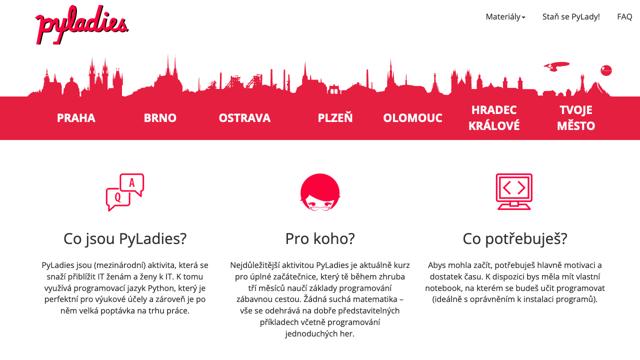 pyladies
Materiály
Staň se PyLady!
FAQ
PRAHA
BRNO
OSTRAVA
PLZEŇ
OLOMOUC
HRADEC
KRÁLOVÉ
TVOJE
MĚSTO
Q
A
Co jsou PyLadies?
PyLadies jsou (mezinárodní) aktivita, která se
snaží přiblížit IT ženám a ženy k IT. K tomu
využívá programovací jazyk Python, který je
perfektní pro výukové účely a zároveň je po
něm velká poptávka na trhu práce.
Pro koho?
Nejdůležitější aktivitou PyLadies je aktuálně kurz
pro úplné začátečnice, který tě během zhruba
tří měsíců naučí základy programování
zábavnou cestou. Žádná suchá matematika –
vše se odehrává na dobře představitelných
příkladech včetně programování
jednoduchých her.
Co potřebuješ?
Abys mohla začít, potřebuješ hlavně motivaci a
dostatek času. K dispozici bys měla mít vlastní
notebook, na kterém se budeš učit programovat
(ideálně s oprávněním k instalaci programů).